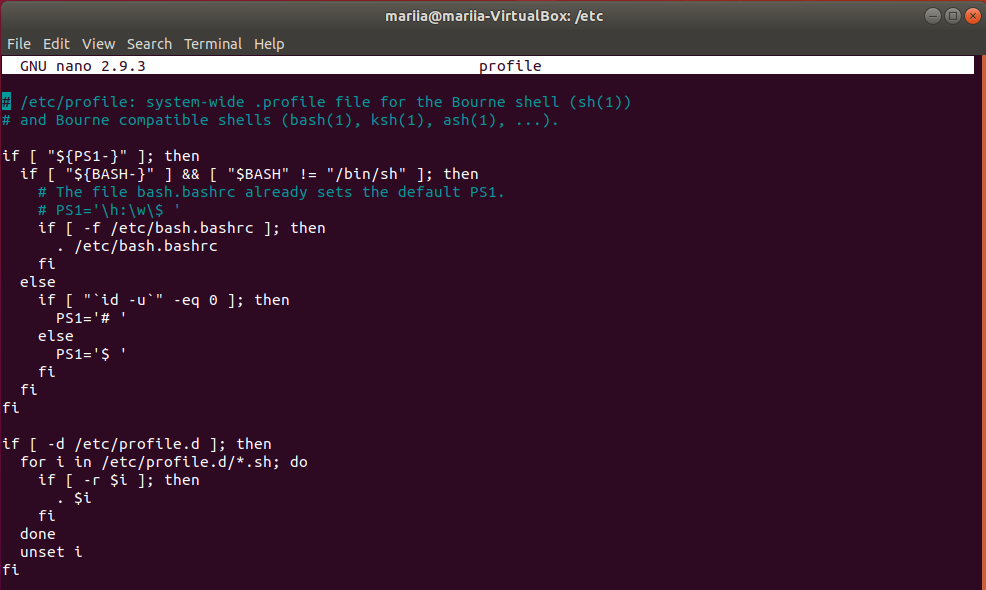 mariia@mariia-VirtualBox: /etc
File Edit View Search Terminal Help
GNU nano 2.9.3 profile
# /etc/profile: system-wide .profile file for the Bourne shell (sh(1))
# and Bourne compatible shells (bash(1), ksh(1), ash(1), ...).
if [ "${PS1-}" ]; then
  if [ "${BASH-}" ] && [ "$BASH" != "/bin/sh" ]; then
    # The file bash.bashrc already sets the default PS1.
    # PS1='\h:\w\$ '
    if [ -f /etc/bash.bashrc ]; then
      . /etc/bash.bashrc
    fi
  else
    if [ "`id -u`" -eq 0 ]; then
      PS1='# '
    else
      PS1='$ '
    fi
  fi
fi
if [ -d /etc/profile.d ]; then
  for i in /etc/profile.d/*.sh; do
    if [ -r $i ]; then
      . $i
    fi
  done
  unset i
fi